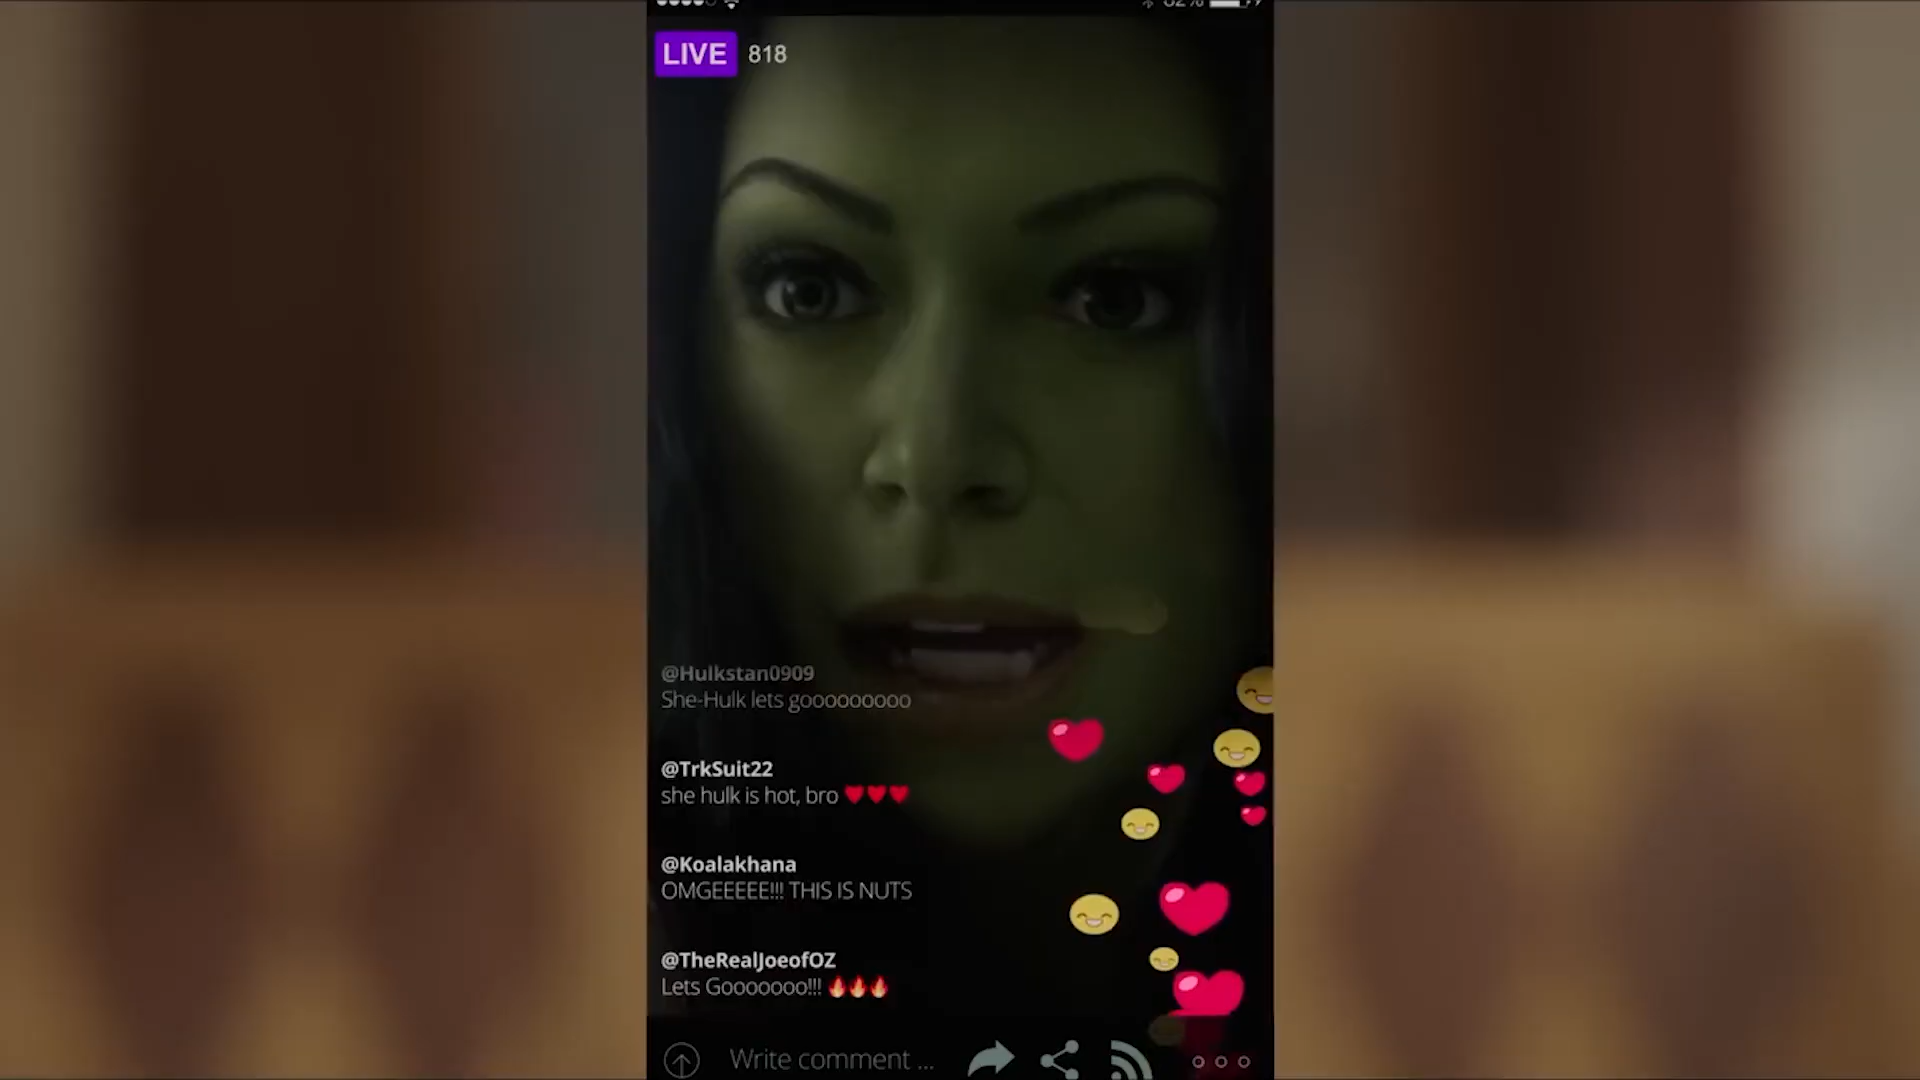 82%
LIVE 818
@Hulkstan0909
She-Hulk lets gooooooooo
@TrkSuit22
she hulk is hot, bro ♥♥♥
@Koalakhana
OMGEEEEE!!! THIS IS NUTS
@TheRealJoeofOZ
Lets Gooooooo!!! 🔥🔥🔥
Write comment ...